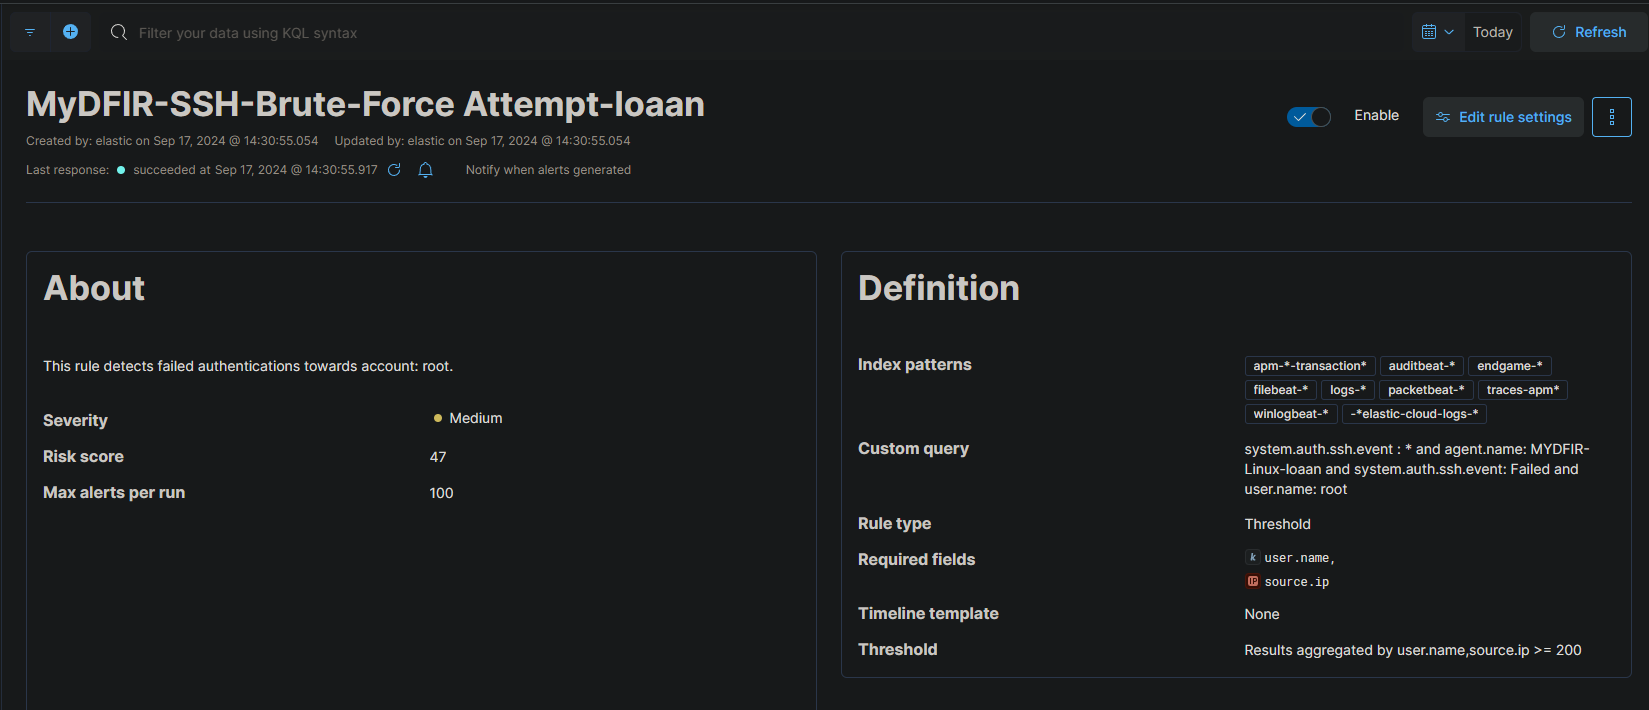 Filter your data using KQL syntax
Today
Refresh
MyDFIR-SSH-Brute-Force Attempt-loaan
Enable
Edit rule settings
Created by: elastic on Sep 17, 2024 @ 14:30:55.054 Updated by: elastic on Sep 17, 2024 @ 14:30:55.054
Last response: succeeded at Sep 17, 2024 @ 14:30:55.917 Notify when alerts generated
About
This rule detects failed authentications towards account: root.
Severity Medium
Risk score 47
Max alerts per run 100
Definition
Index patterns apm-*-transaction* auditbeat-* endgame-*
filebeat-* logs-* packetbeat-* traces-apm*
winlogbeat-* -*elastic-cloud-logs-*
Custom query system.auth.ssh.event : * and agent.name: MYDFIR-
Linux-loaan and system.auth.ssh.event: Failed and
user.name: root
Rule type Threshold
Required fields k user.name,
IP source.ip
Timeline template None
Threshold Results aggregated by user.name,source.ip >= 200